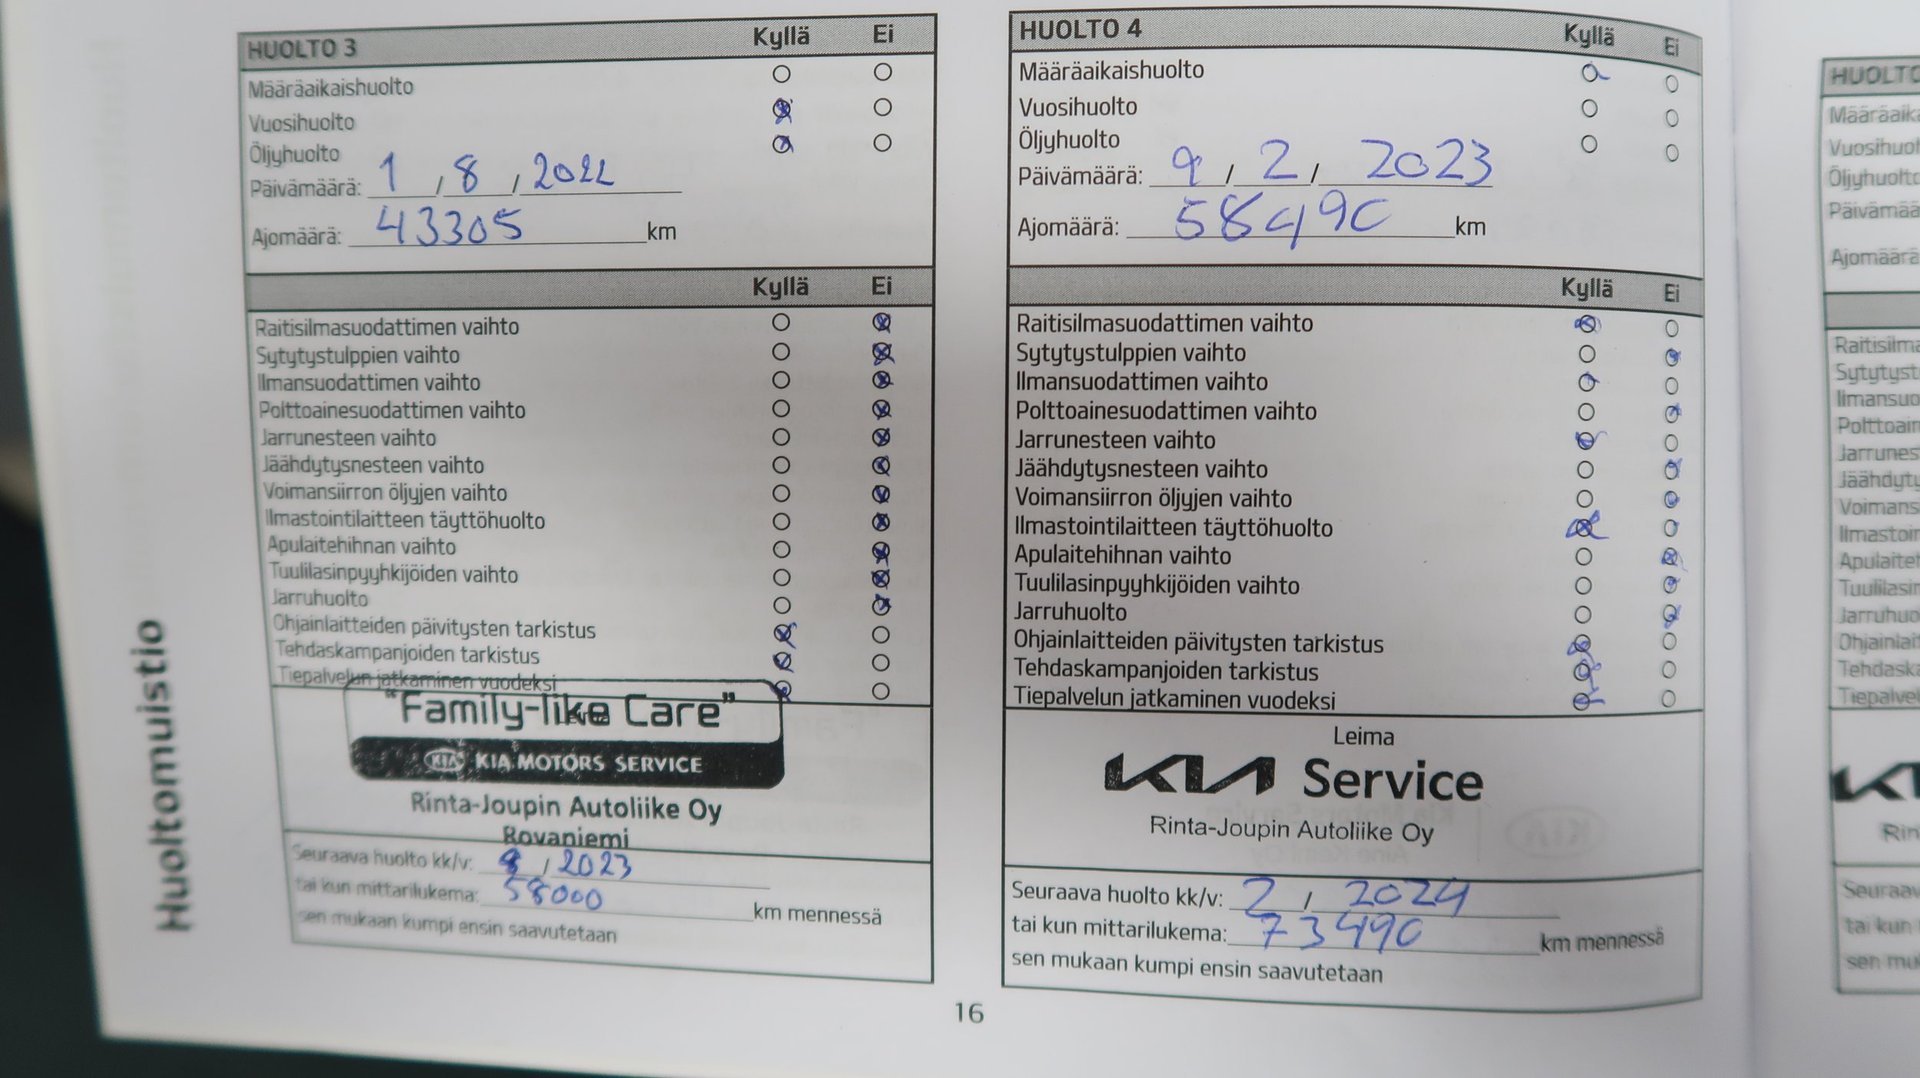 Huoltomuistio
HUOLTO 3 Kyllä Ei
Määräaikaishuolto
Vuosihuolto
Öljyhuolto
Päivämäärä: 1 / 8 / 2022
Ajomäärä: 43305 km
Kyllä Ei
Raitisilmasuodattimen vaihto
Sytytystulppien vaihto
Ilmansuodattimen vaihto
Polttoainesuodattimen vaihto
Jarrunesteen vaihto
Jäähdytysnesteen vaihto
Voimansiirron öljyjen vaihto
Ilmastointilaitteen täyttöhuolto
Apulaitehihnan vaihto
Tuulilasinpyyhkijöiden vaihto
Jarruhuolto
Ohjainlaitteiden päivitysten tarkistus
Tehdaskampanjoiden tarkistus
Tiepalvelun jatkaminen vuodeksi
"Family-like Care"
KIA KIA MOTORS SERVICE
Rinta-Joupin Autoliike Oy
Rovaniemi
Seuraava huolto kk/v: 8 / 2023
tai kun mittarilukema: 58000 km mennessä
sen mukaan kumpi ensin saavutetaan
HUOLTO 4 Kyllä Ei
Määräaikaishuolto
Vuosihuolto
Öljyhuolto
Päivämäärä: 9 / 2 / 2023
Ajomäärä: 58490 km
Kyllä Ei
Raitisilmasuodattimen vaihto
Sytytystulppien vaihto
Ilmansuodattimen vaihto
Polttoainesuodattimen vaihto
Jarrunesteen vaihto
Jäähdytysnesteen vaihto
Voimansiirron öljyjen vaihto
Ilmastointilaitteen täyttöhuolto
Apulaitehihnan vaihto
Tuulilasinpyyhkijöiden vaihto
Jarruhuolto
Ohjainlaitteiden päivitysten tarkistus
Tehdaskampanjoiden tarkistus
Tiepalvelun jatkaminen vuodeksi
Leima
KIA Service
Rinta-Joupin Autoliike Oy
Seuraava huolto kk/v: 2 / 2024
tai kun mittarilukema: 73490 km mennessä
sen mukaan kumpi ensin saavutetaan
16